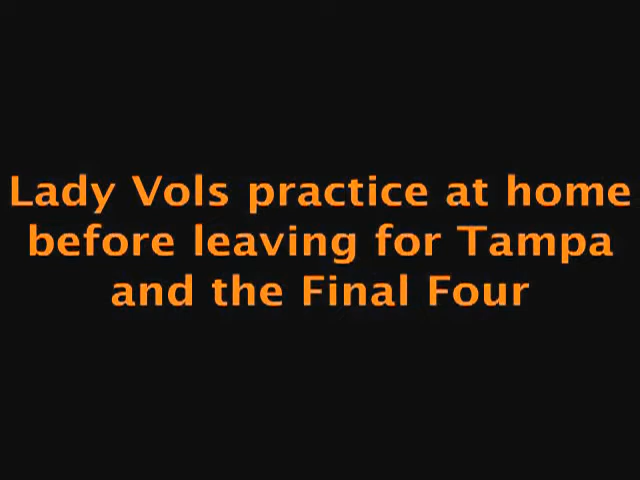 Lady Vols practice at home
before leaving for Tampa
and the Final Four